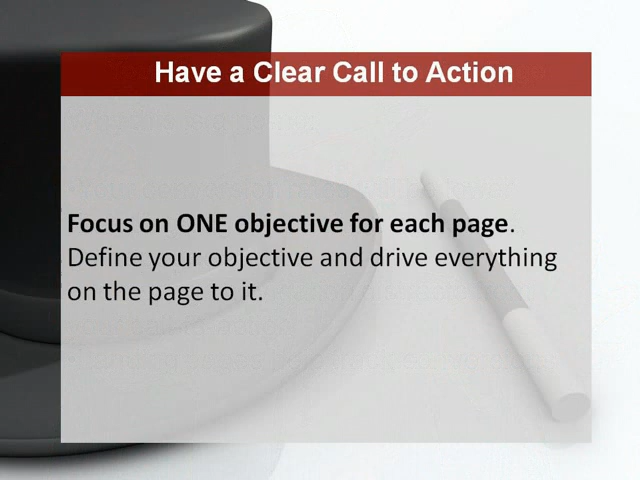 Have a Clear Call to Action
Focus on ONE objective for each page.
Define your objective and drive everything
on the page to it.